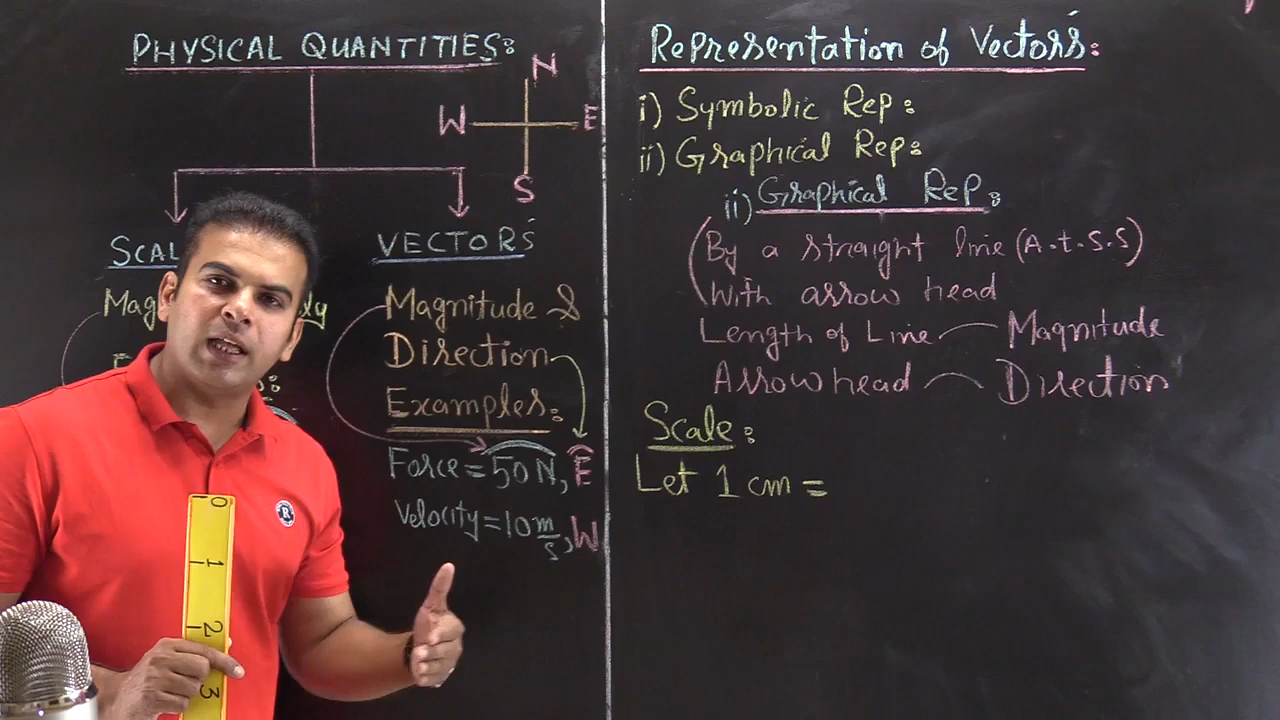 PHYSICAL QUANTITIES:
N
W E
S
SCAL
VECTORS
Mag
Magnitude &
Direction
Examples:
Force = 50 N, E
Velocity = 10 m/s, W
0
1
2
3
R
Representation of Vectors:
i) Symbolic Rep:
ii) Graphical Rep:
ii) Graphical Rep:
(By a straight line (A.t.S.S)
With arrow head
Length of Line Magnitude
Arrow head Direction
Scale:
Let 1 cm =